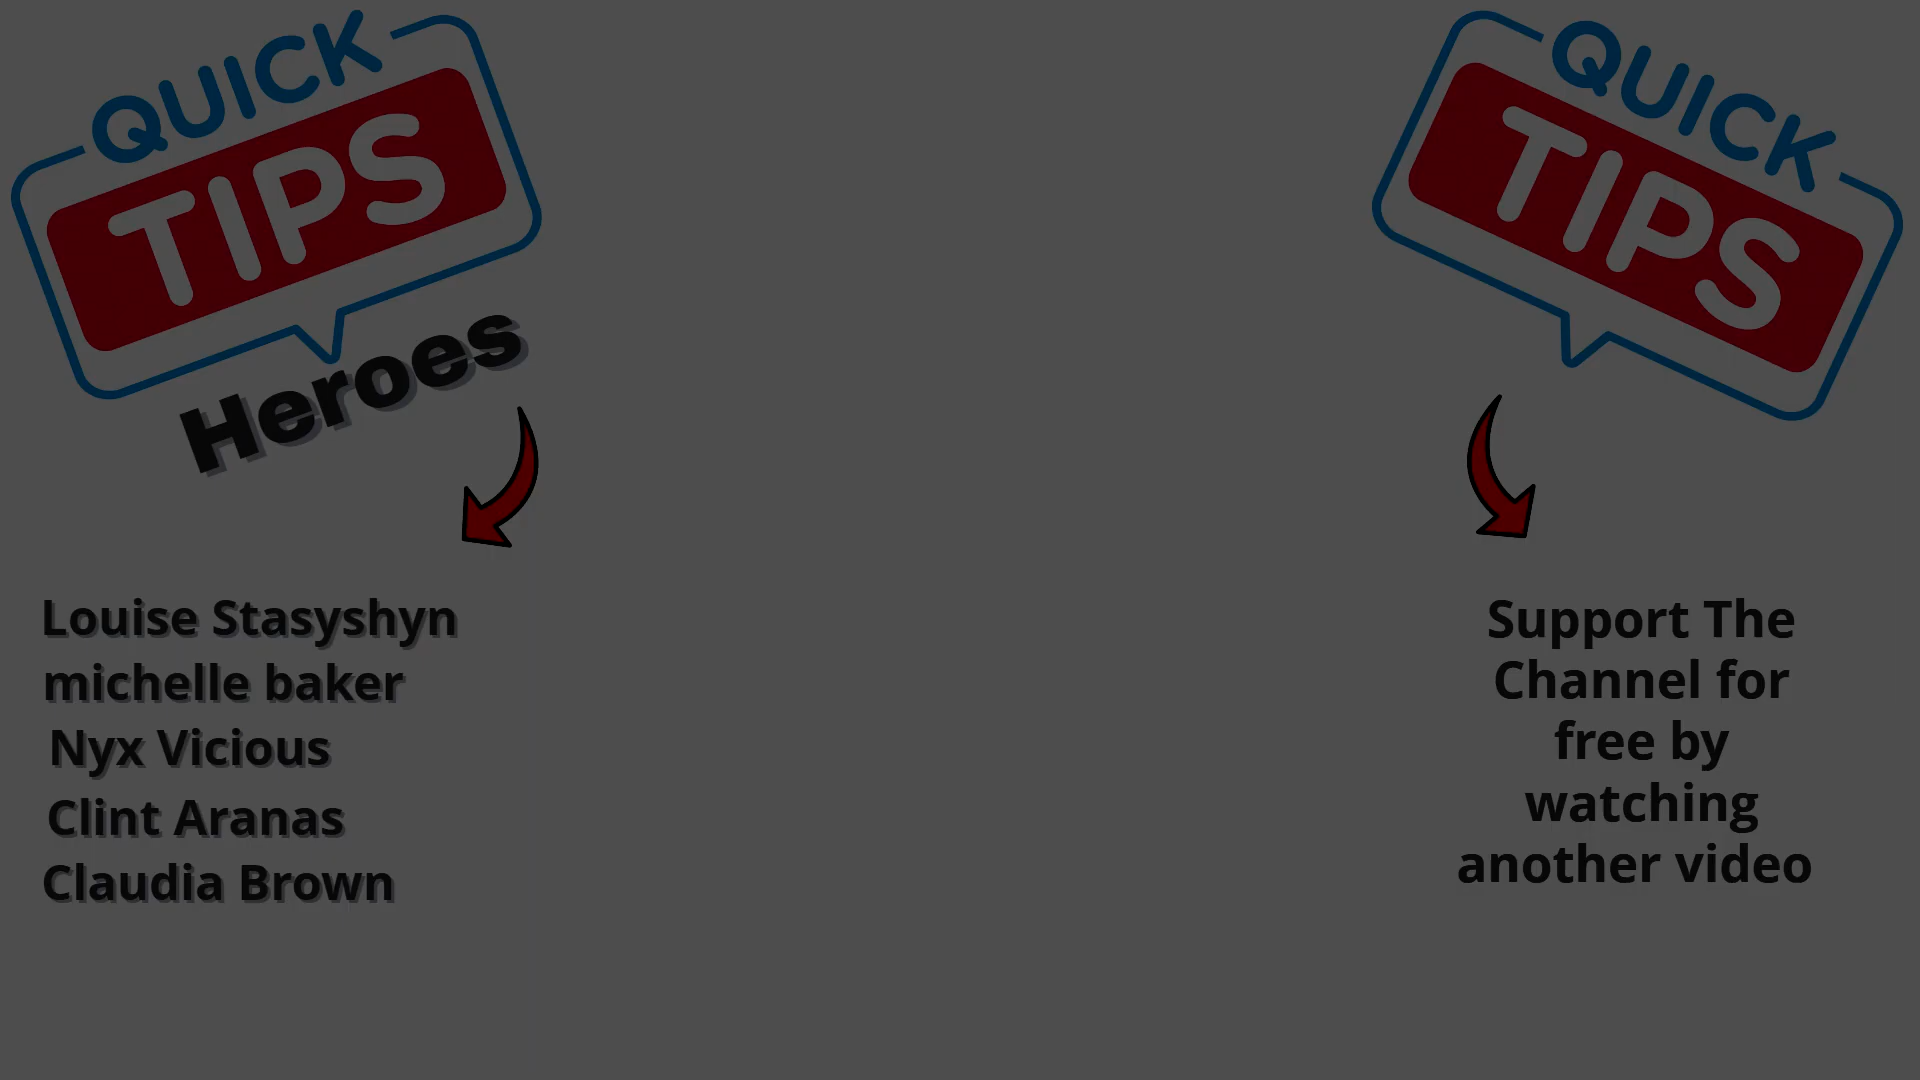 QUICK
TIPS
Heroes
Louise Stasyshyn
michelle baker
Nyx Vicious
Clint Aranas
Claudia Brown
QUICK
TIPS
Support The
Channel for
free by
watching
another video